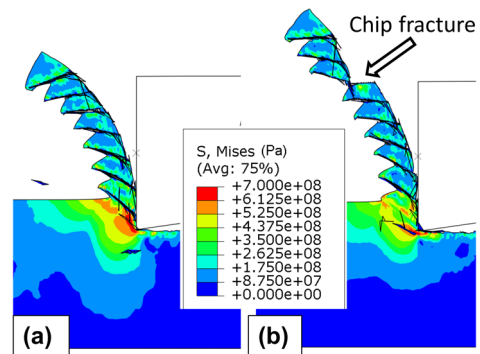 Chip fracture
S, Mises (Pa)
(Avg: 75%)
+7.000e+08
+6.125e+08
+5.250e+08
+4.375e+08
+3.500e+08
+2.625e+08
+1.750e+08
+8.750e+07
+0.000e+00
(a)
(b)